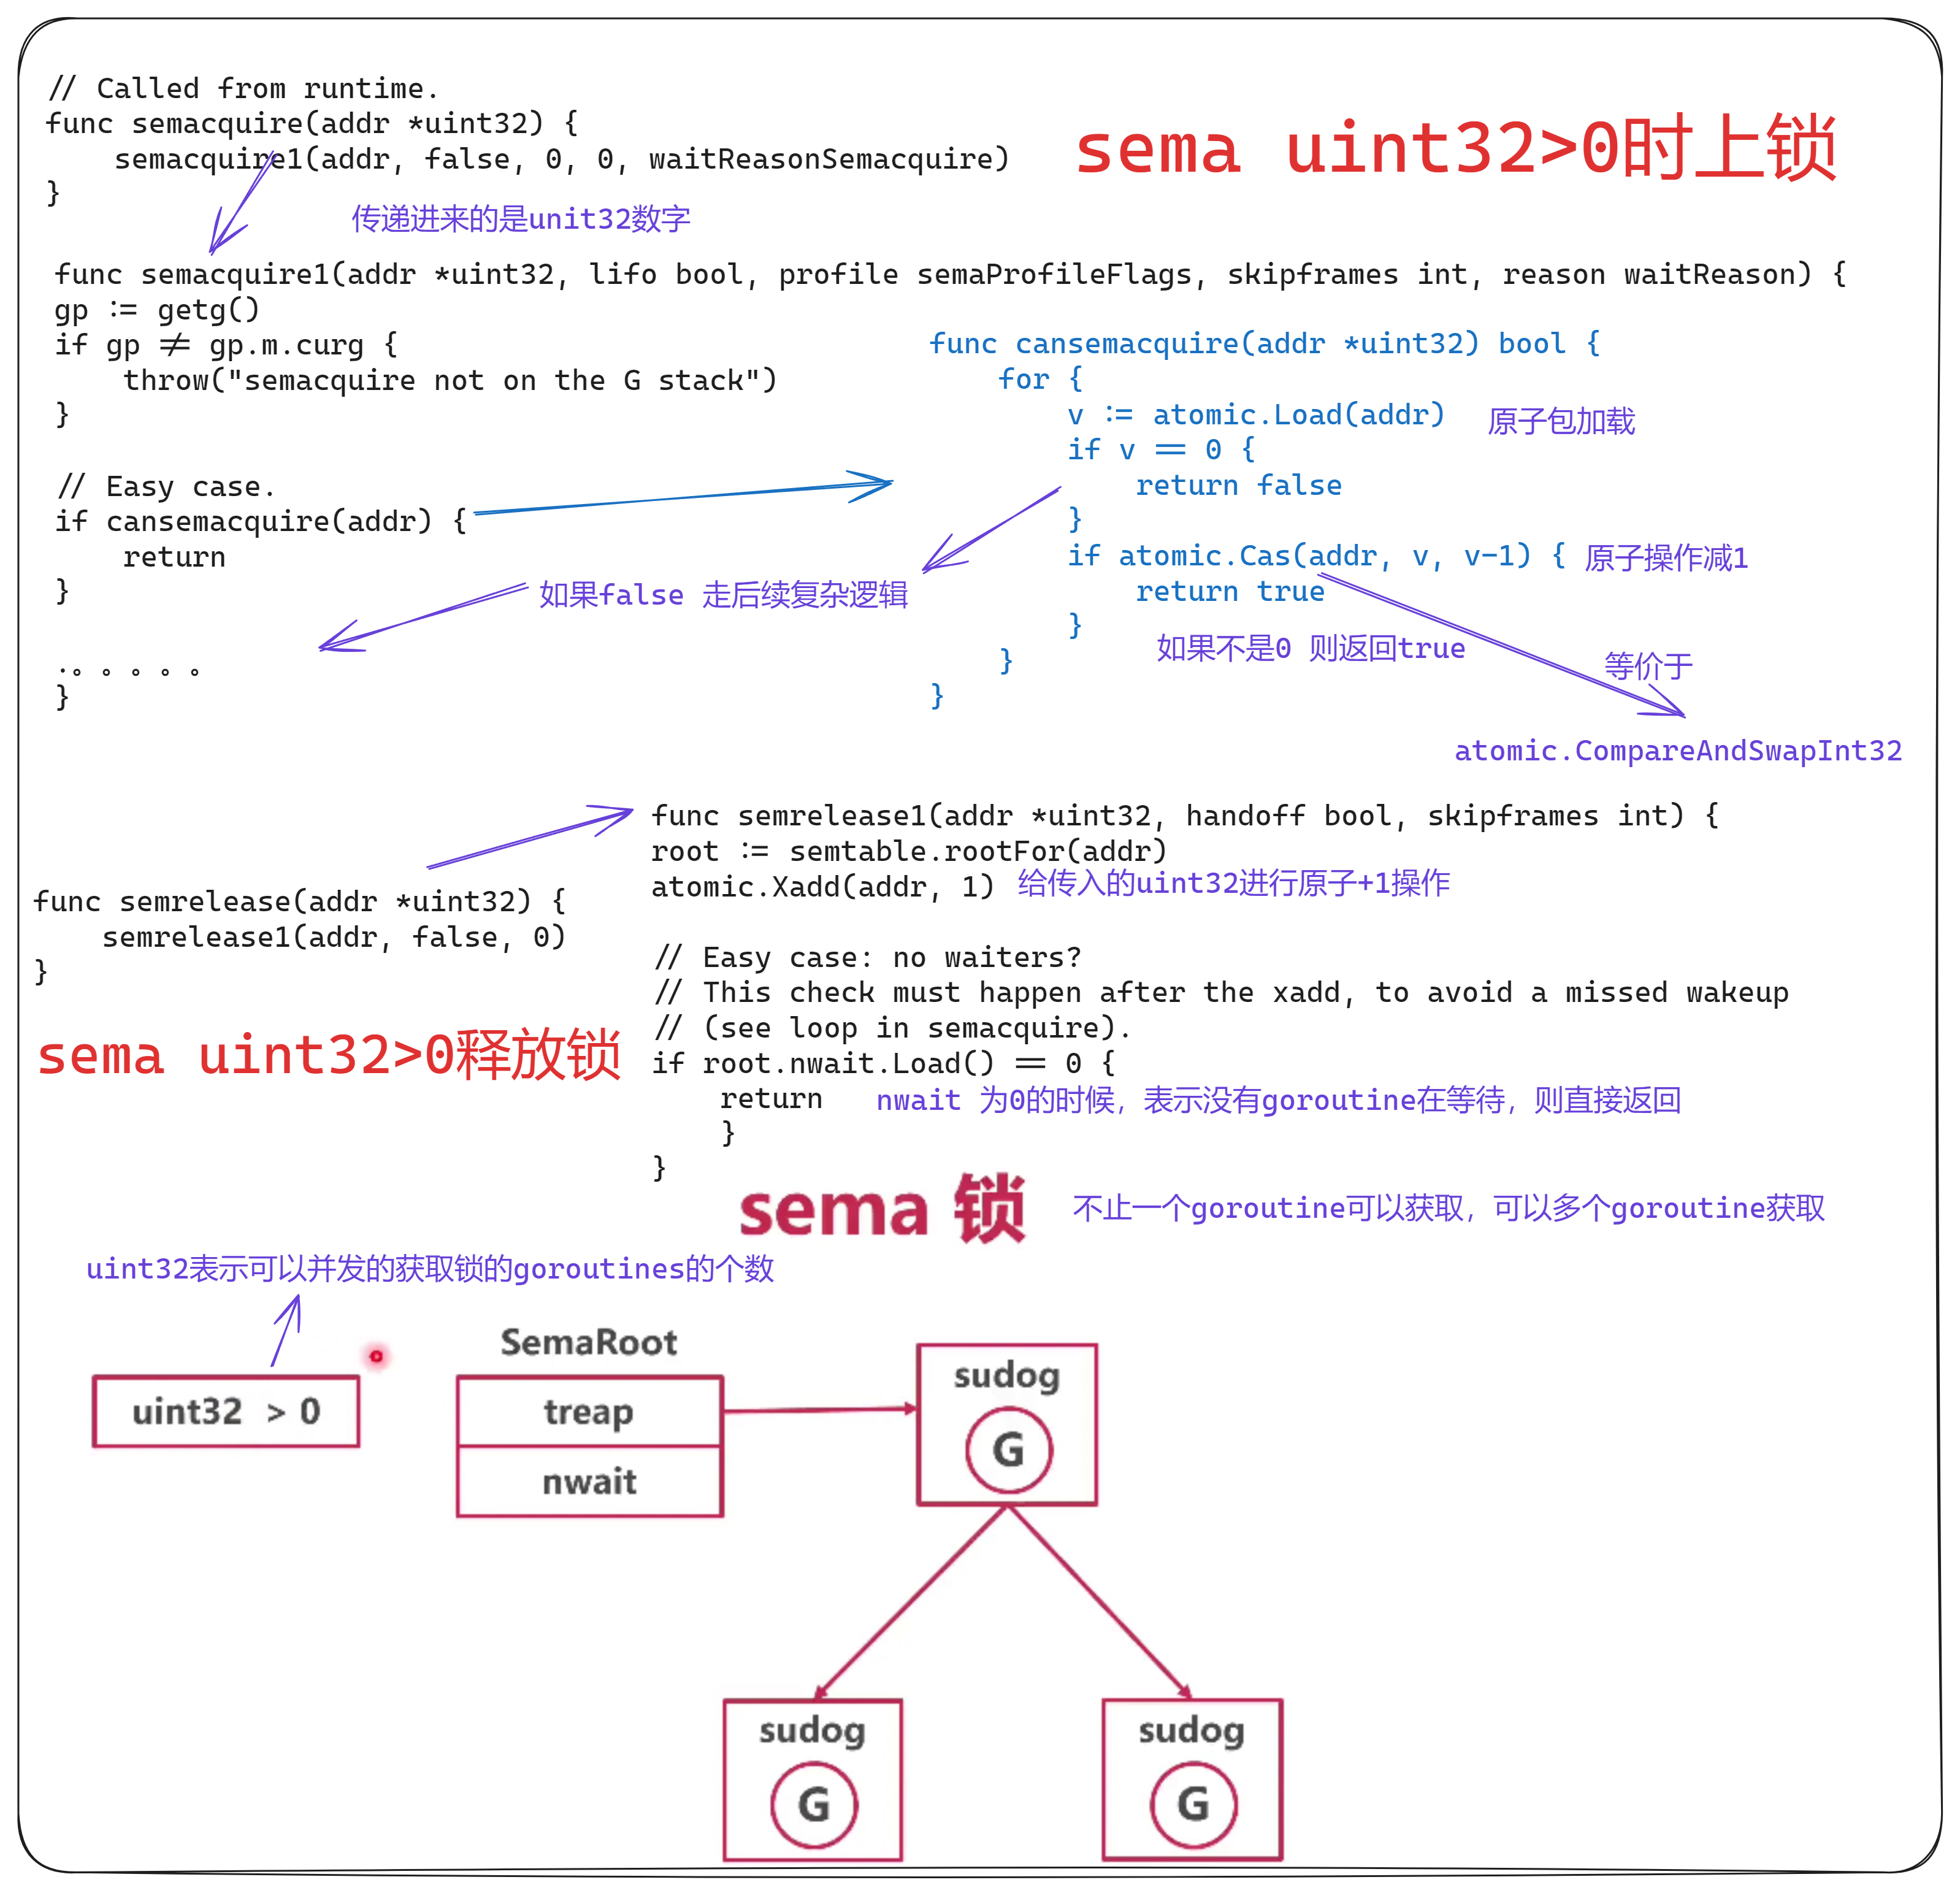 // Called from runtime.
func semacquire(addr *uint32) {
    semacquire1(addr, false, 0, 0, waitReasonSemacquire)
}
sema uint32>0时上锁
传递进来的是unit32数字
func semacquire1(addr *uint32, lifo bool, profile semaProfileFlags, skipframes int, reason waitReason) {
gp := getg()
if gp != gp.m.curg {
    throw("semacquire not on the G stack")
}
// Easy case.
if cansemacquire(addr) {
    return
}
.。。。。。
}
func cansemacquire(addr *uint32) bool {
    for {
        v := atomic.Load(addr)
原子包加载
        if v == 0 {
            return false
        }
        if atomic.Cas(addr, v, v-1) {
原子操作减1
            return true
        }
如果不是0 则返回true
    }
}
如果false 走后续复杂逻辑
等价于
atomic.CompareAndSwapInt32
func semrelease(addr *uint32) {
    semrelease1(addr, false, 0)
}
sema uint32>0释放锁
func semrelease1(addr *uint32, handoff bool, skipframes int) {
root := semtable.rootFor(addr)
atomic.Xadd(addr, 1)
给传入的uint32进行原子+1操作
// Easy case: no waiters?
// This check must happen after the xadd, to avoid a missed wakeup
// (see loop in semacquire).
if root.nwait.Load() == 0 {
    return
nwait 为0的时候，表示没有goroutine在等待，则直接返回
    }
}
sema 锁
不止一个goroutine可以获取，可以多个goroutine获取
uint32表示可以并发的获取锁的goroutines的个数
uint32 > 0
SemaRoot
treap
nwait
sudog
G
sudog
G
sudog
G